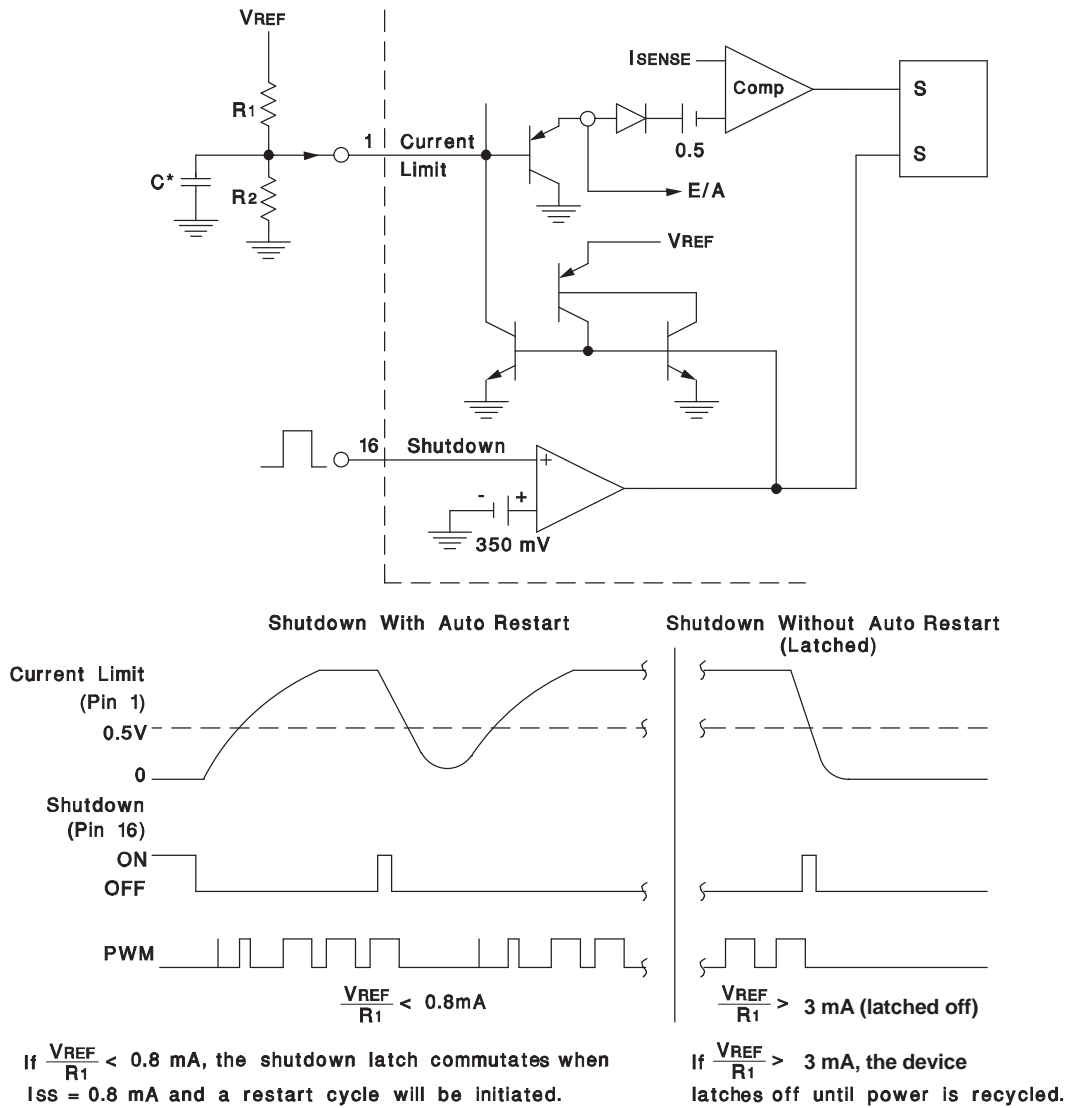 VREF
R1
R2
C*
1
Current
Limit
ISENSE
Comp
0.5
E/A
S
S
VREF
16
Shutdown
+
- +
350 mV
Shutdown With Auto Restart
Shutdown Without Auto Restart
(Latched)
Current Limit
(Pin 1)
0.5V
0
Shutdown
(Pin 16)
ON
OFF
PWM
VREF
R1
< 0.8mA
VREF
R1
> 3 mA (latched off)
If VREF/R1 < 0.8 mA, the shutdown latch commutates when
Iss = 0.8 mA and a restart cycle will be initiated.
If VREF/R1 > 3 mA, the device
latches off until power is recycled.